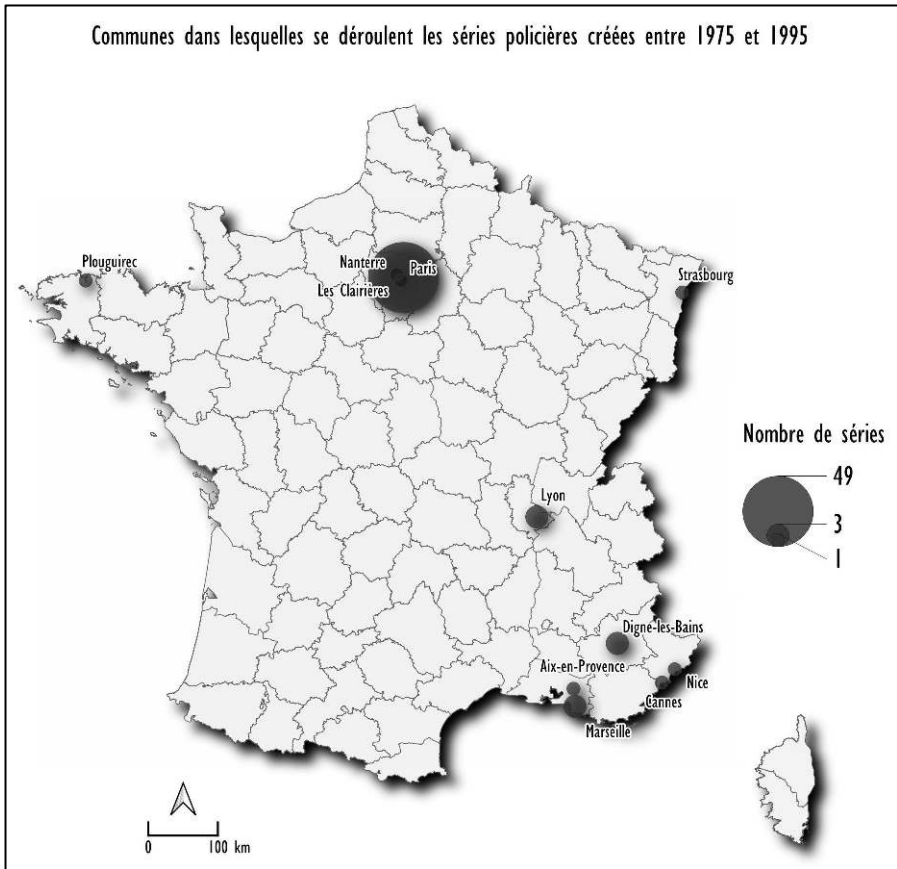 Communes dans lesquelles se déroulent les séries policières créées entre 1975 et 1995
Plouguirec
Nanterre
Paris
Les Clairières
Strasbourg
Nombre de séries
49
3
1
Lyon
Digne-les-Bains
Aix-en-Provence
Nice
Cannes
Marseille
0 100 km